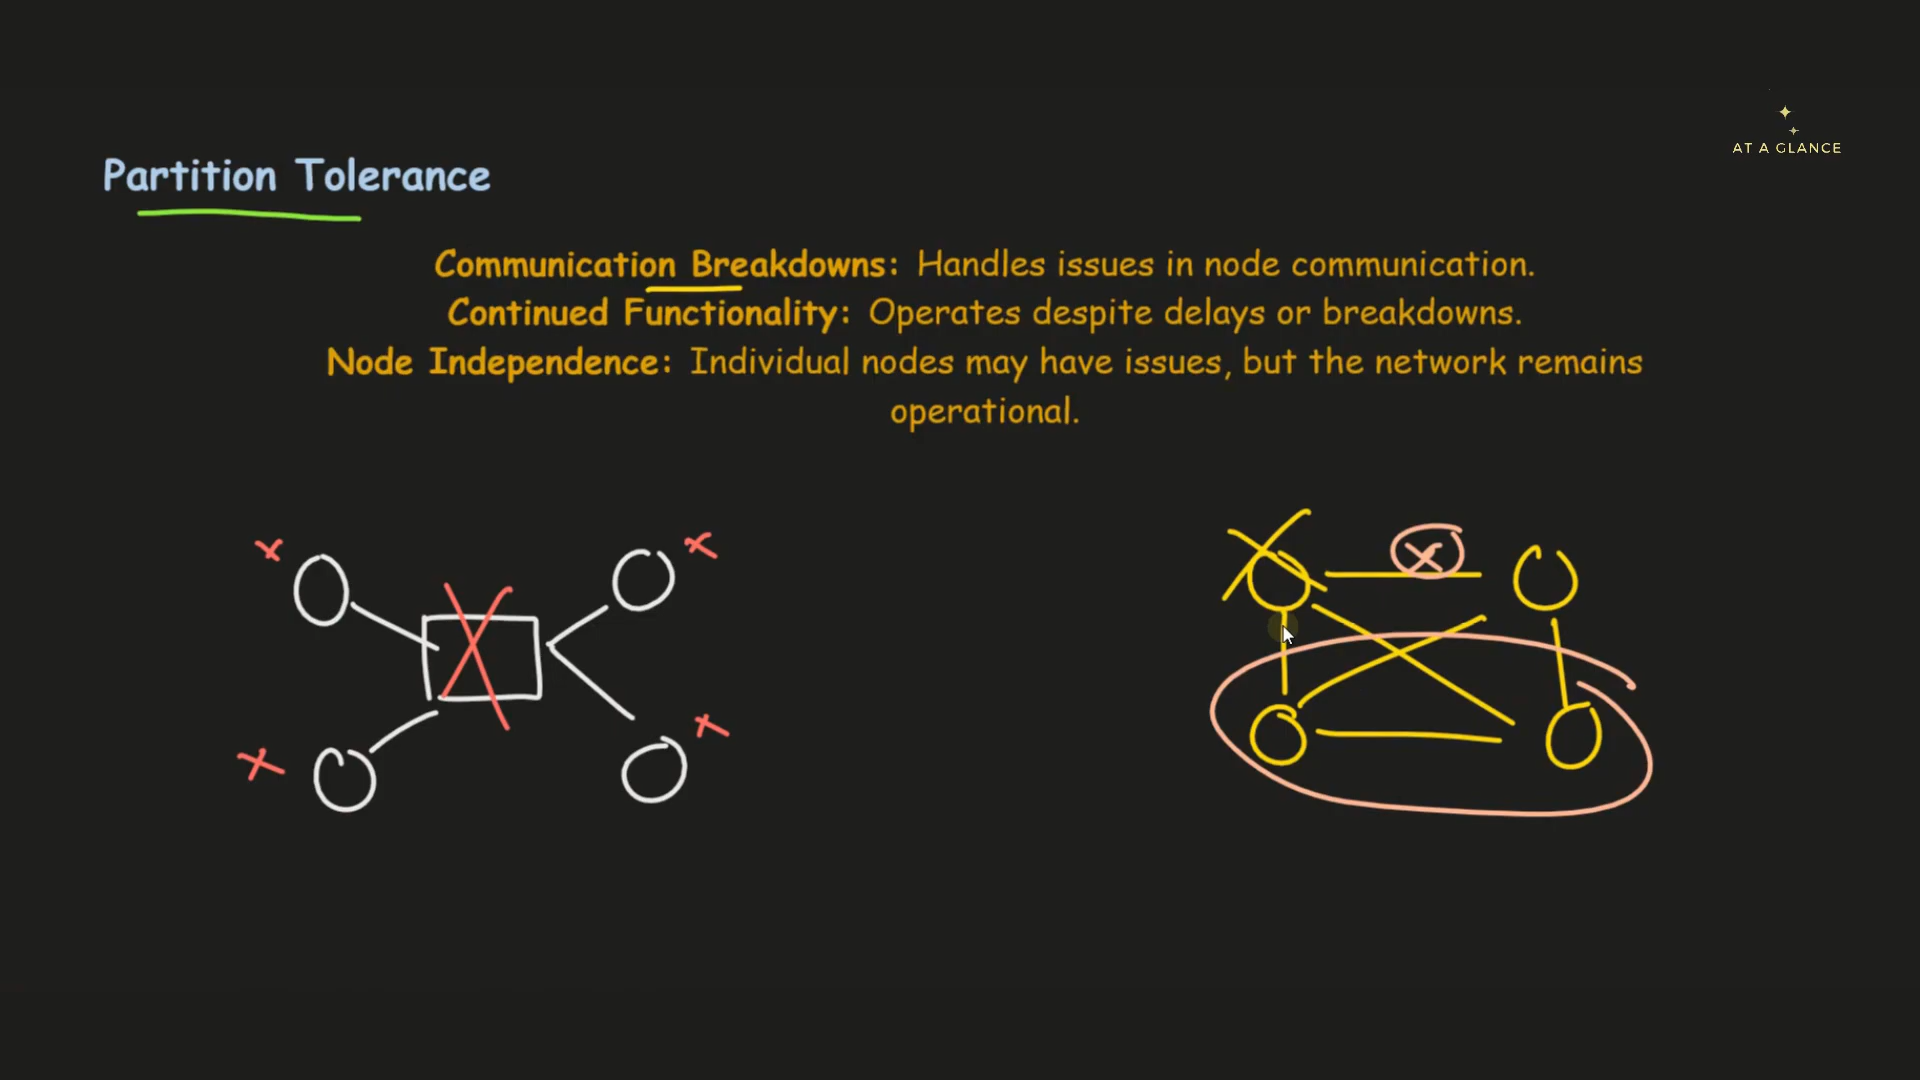 AT A GLANCE
Partition Tolerance
Communication Breakdowns: Handles issues in node communication.
Continued Functionality: Operates despite delays or breakdowns.
Node Independence: Individual nodes may have issues, but the network remains
operational.